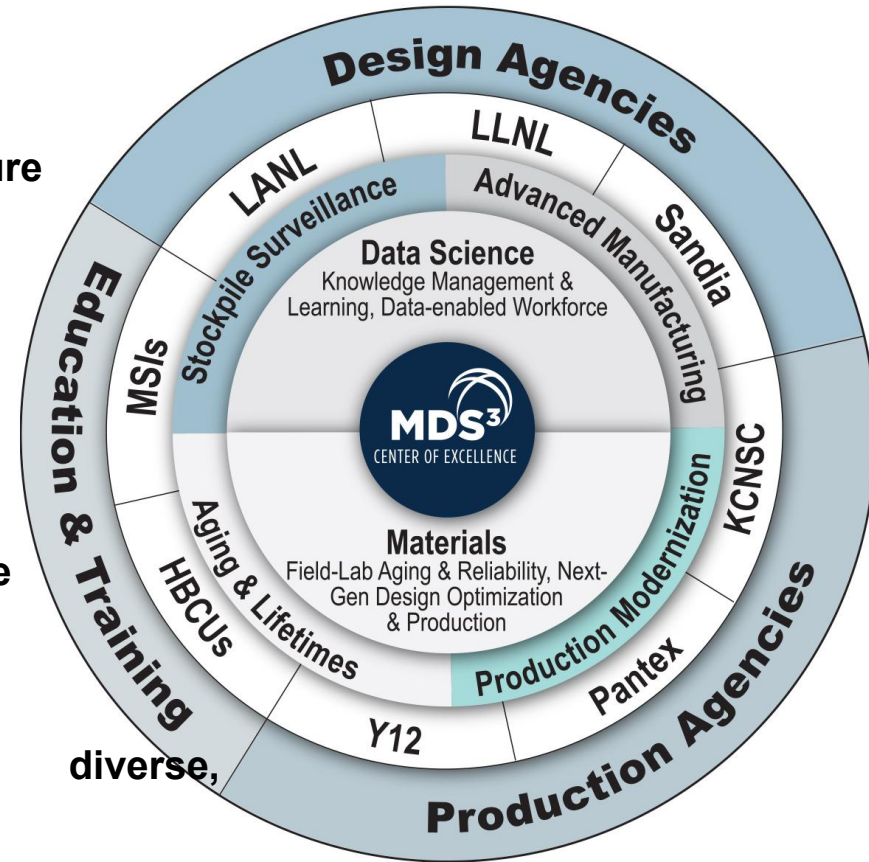 Design Agencies
LLNL
LANL
Sandia
Stockpile Surveillance
Advanced Manufacturing
Data Science
Knowledge Management &
Learning, Data-enabled Workforce
MDS³
CENTER OF EXCELLENCE
Materials
Field-Lab Aging & Reliability, Next-
Gen Design Optimization
& Production
Aging & Lifetimes
Production Modernization
MSIs
HBCUs
Y12
Pantex
KCNSC
Education & Training
Production Agencies
ure
e
diverse,